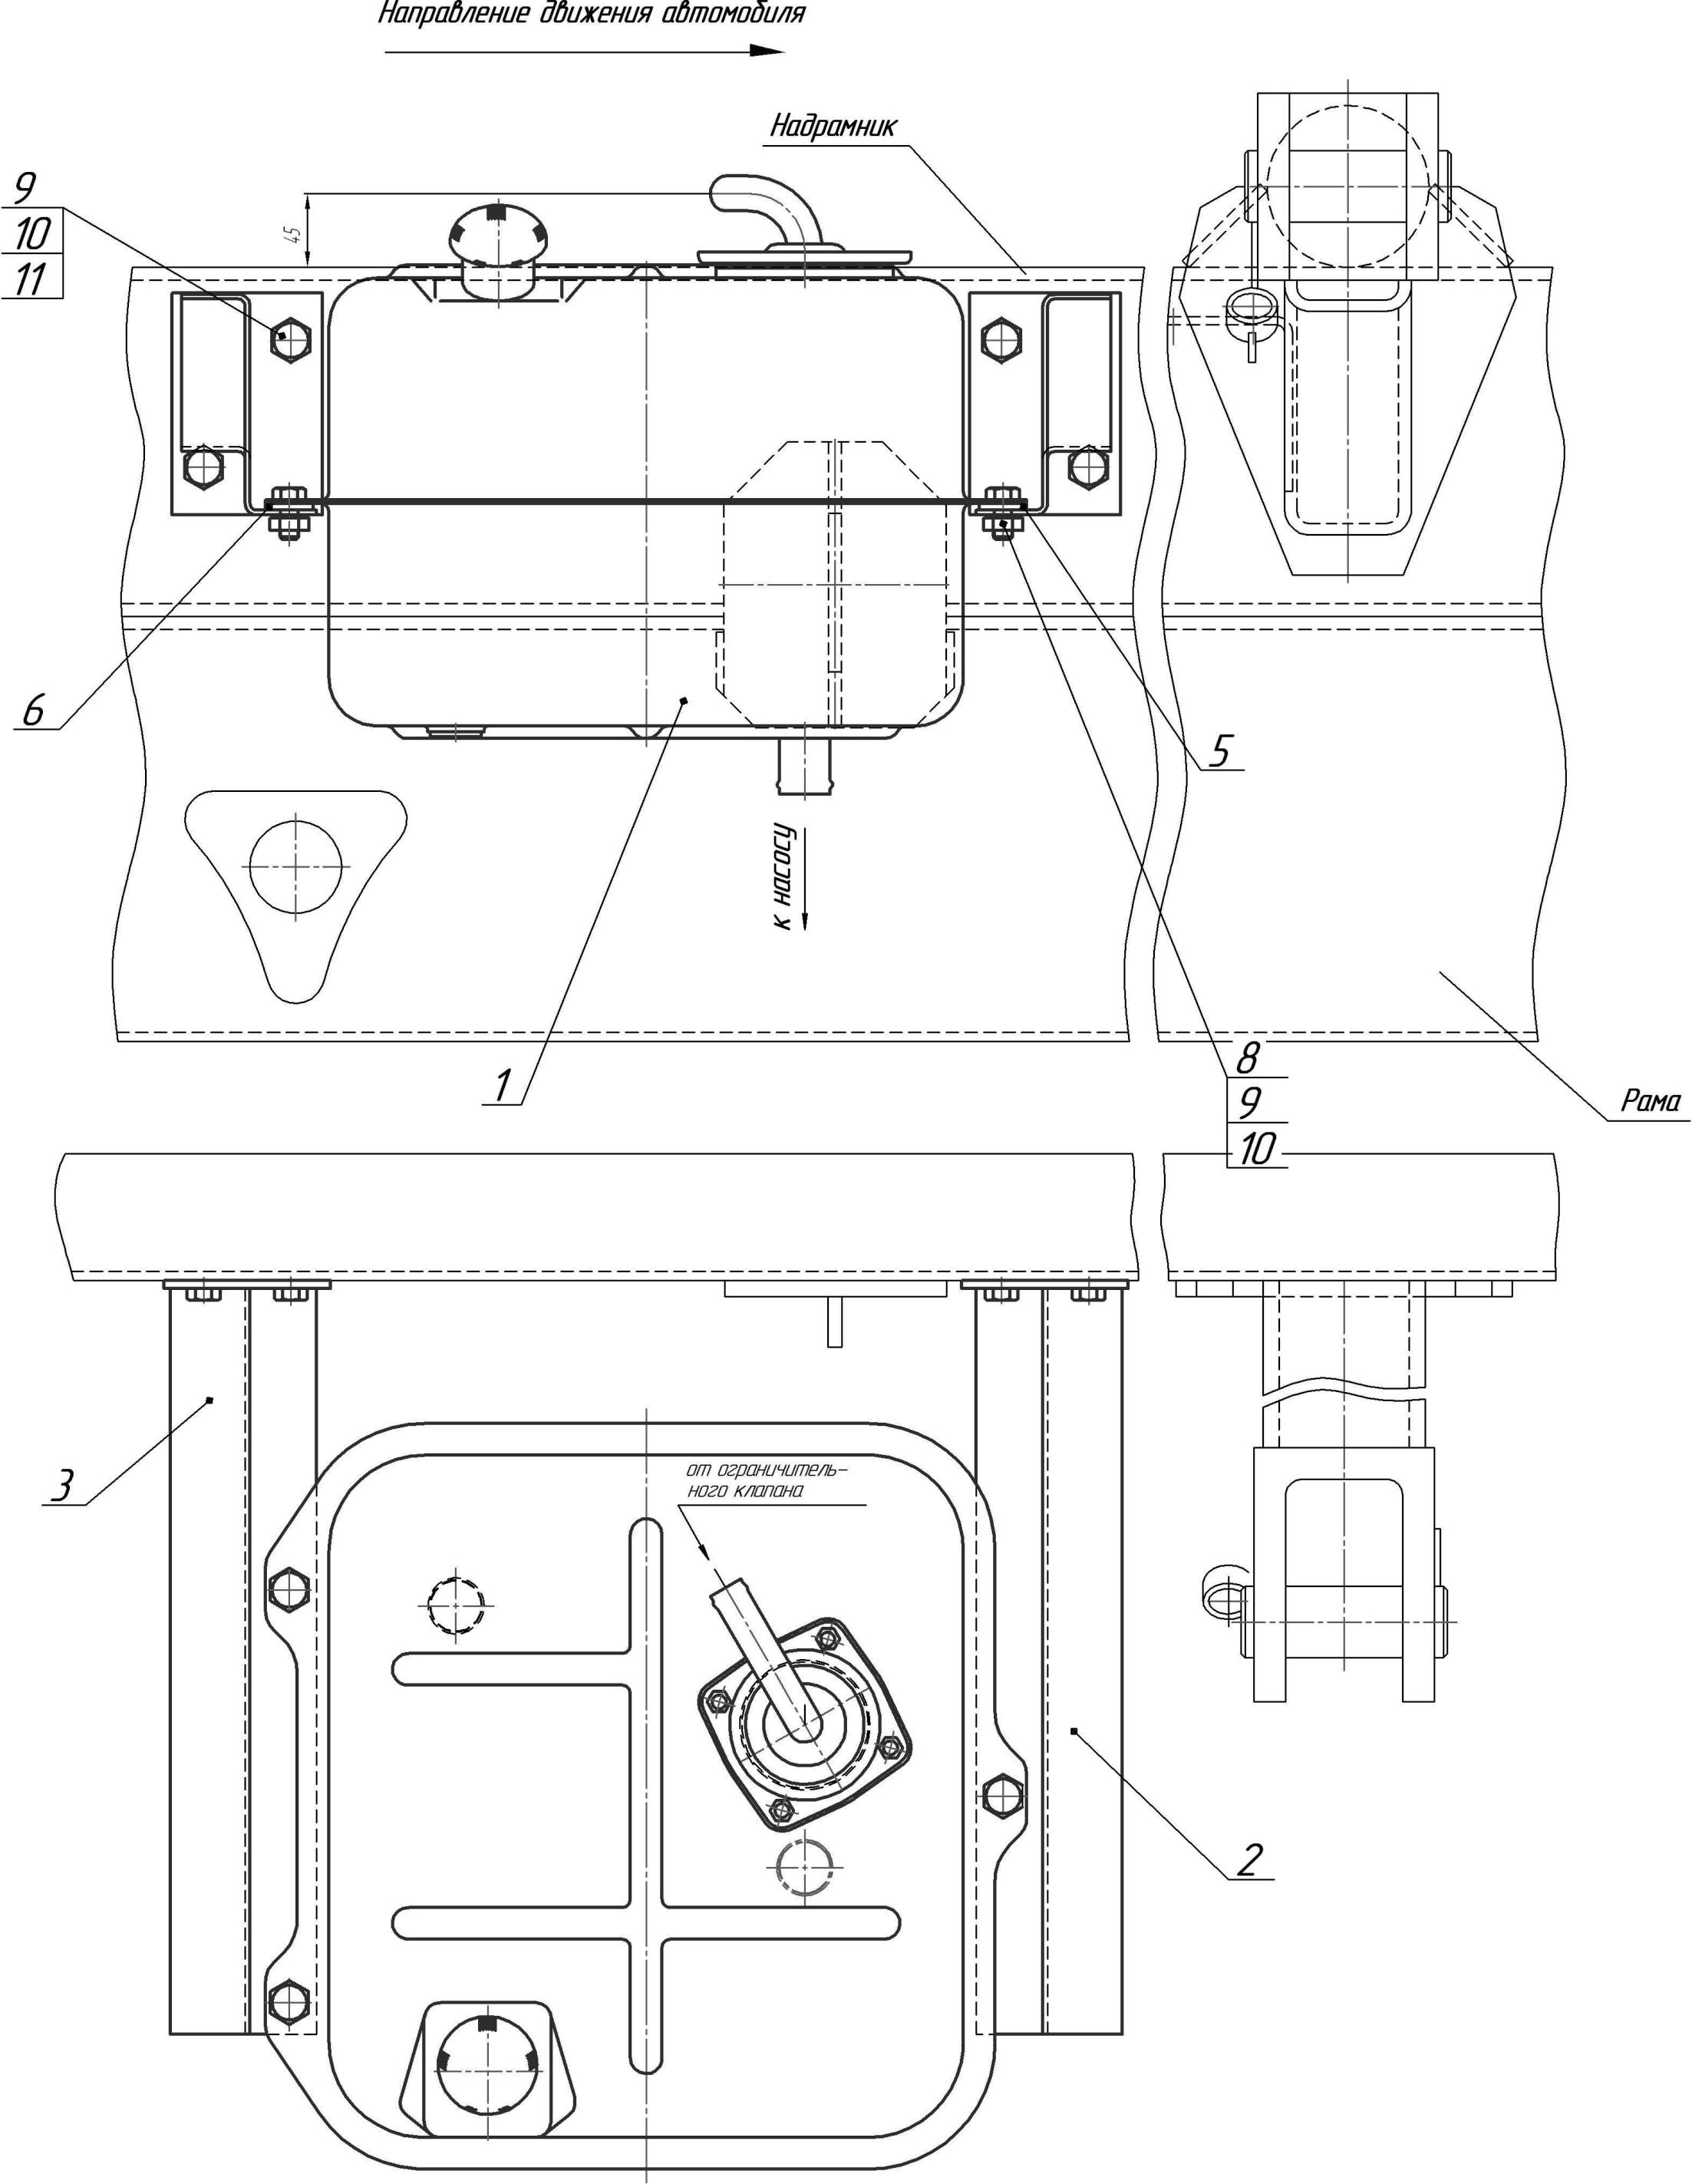 Направление движения автомобиля
Надрамник
9
10
11
45
6
5
к насосу
1
8
9
10
Рама
от ограничитель-
ного клапана
3
2